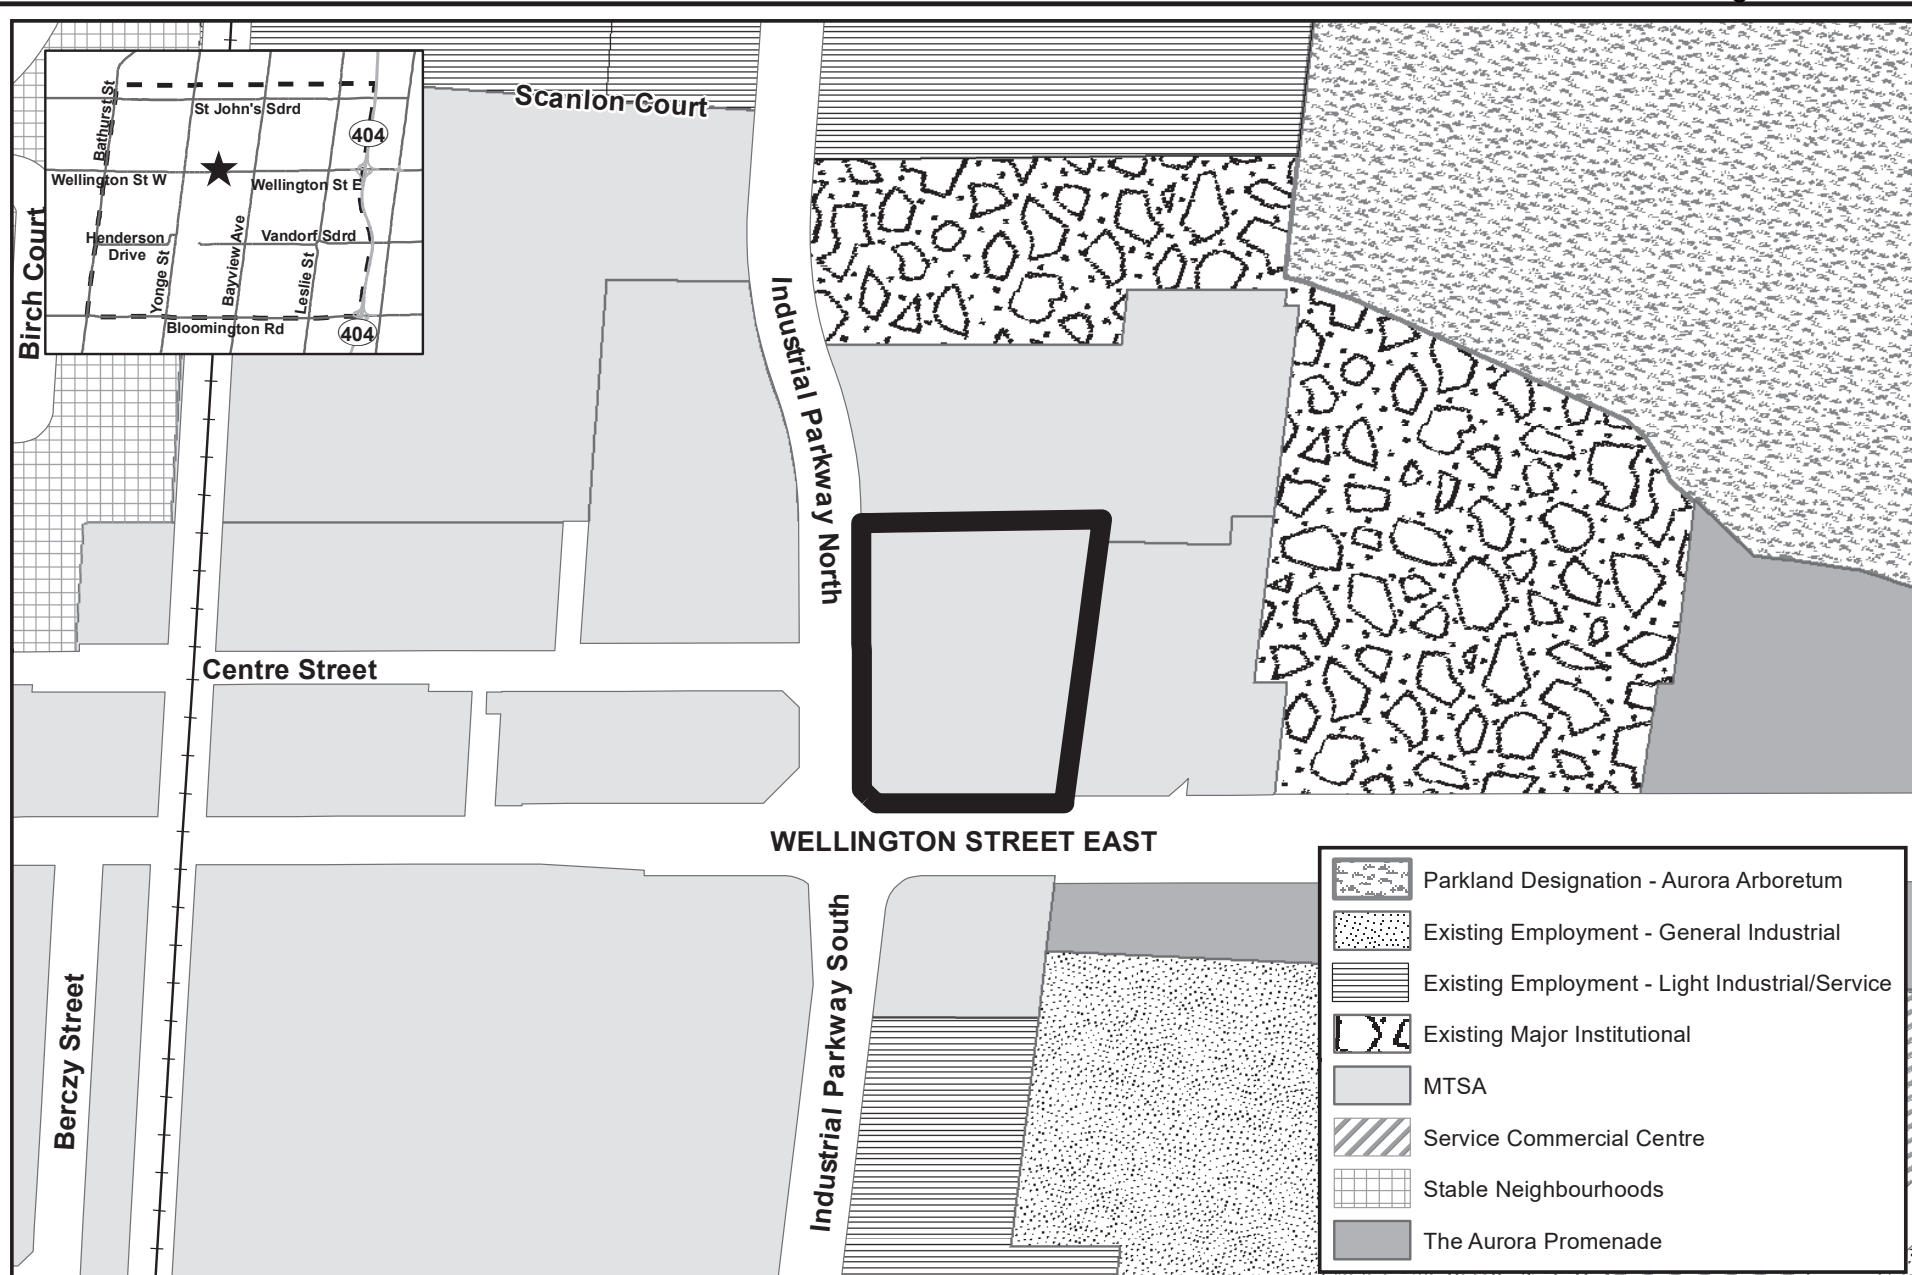 Scanlon Court
Bathurst St
St John's Sdrd
404
Wellington St W
Wellington St E
Henderson
Drive
Yonge St
Bayview Ave
Vandorf Sdrd
Leslie St
Bloomington Rd
404
Birch Court
Industrial Parkway North
Centre Street
WELLINGTON STREET EAST
Industrial Parkway South
Berczy Street
Parkland Designation - Aurora Arboretum
Existing Employment - General Industrial
Existing Employment - Light Industrial/Service
Existing Major Institutional
MTSA
Service Commercial Centre
Stable Neighbourhoods
The Aurora Promenade